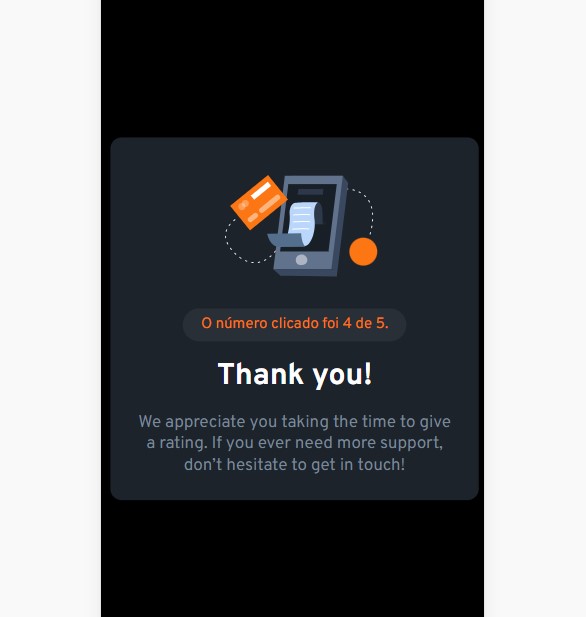 O número clicado foi 4 de 5.
Thank you!
We appreciate you taking the time to give
a rating. If you ever need more support,
don’t hesitate to get in touch!